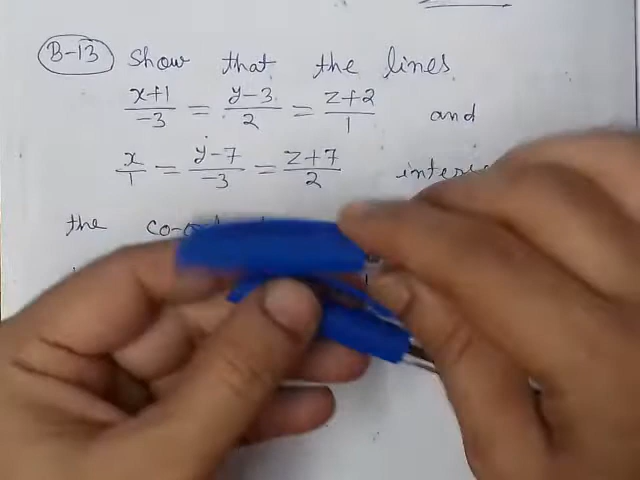 B-13 Show that the lines
x+1/-3 = y-3/2 = z+2/1 and
x/1 = y-7/-3 = z+7/2
the